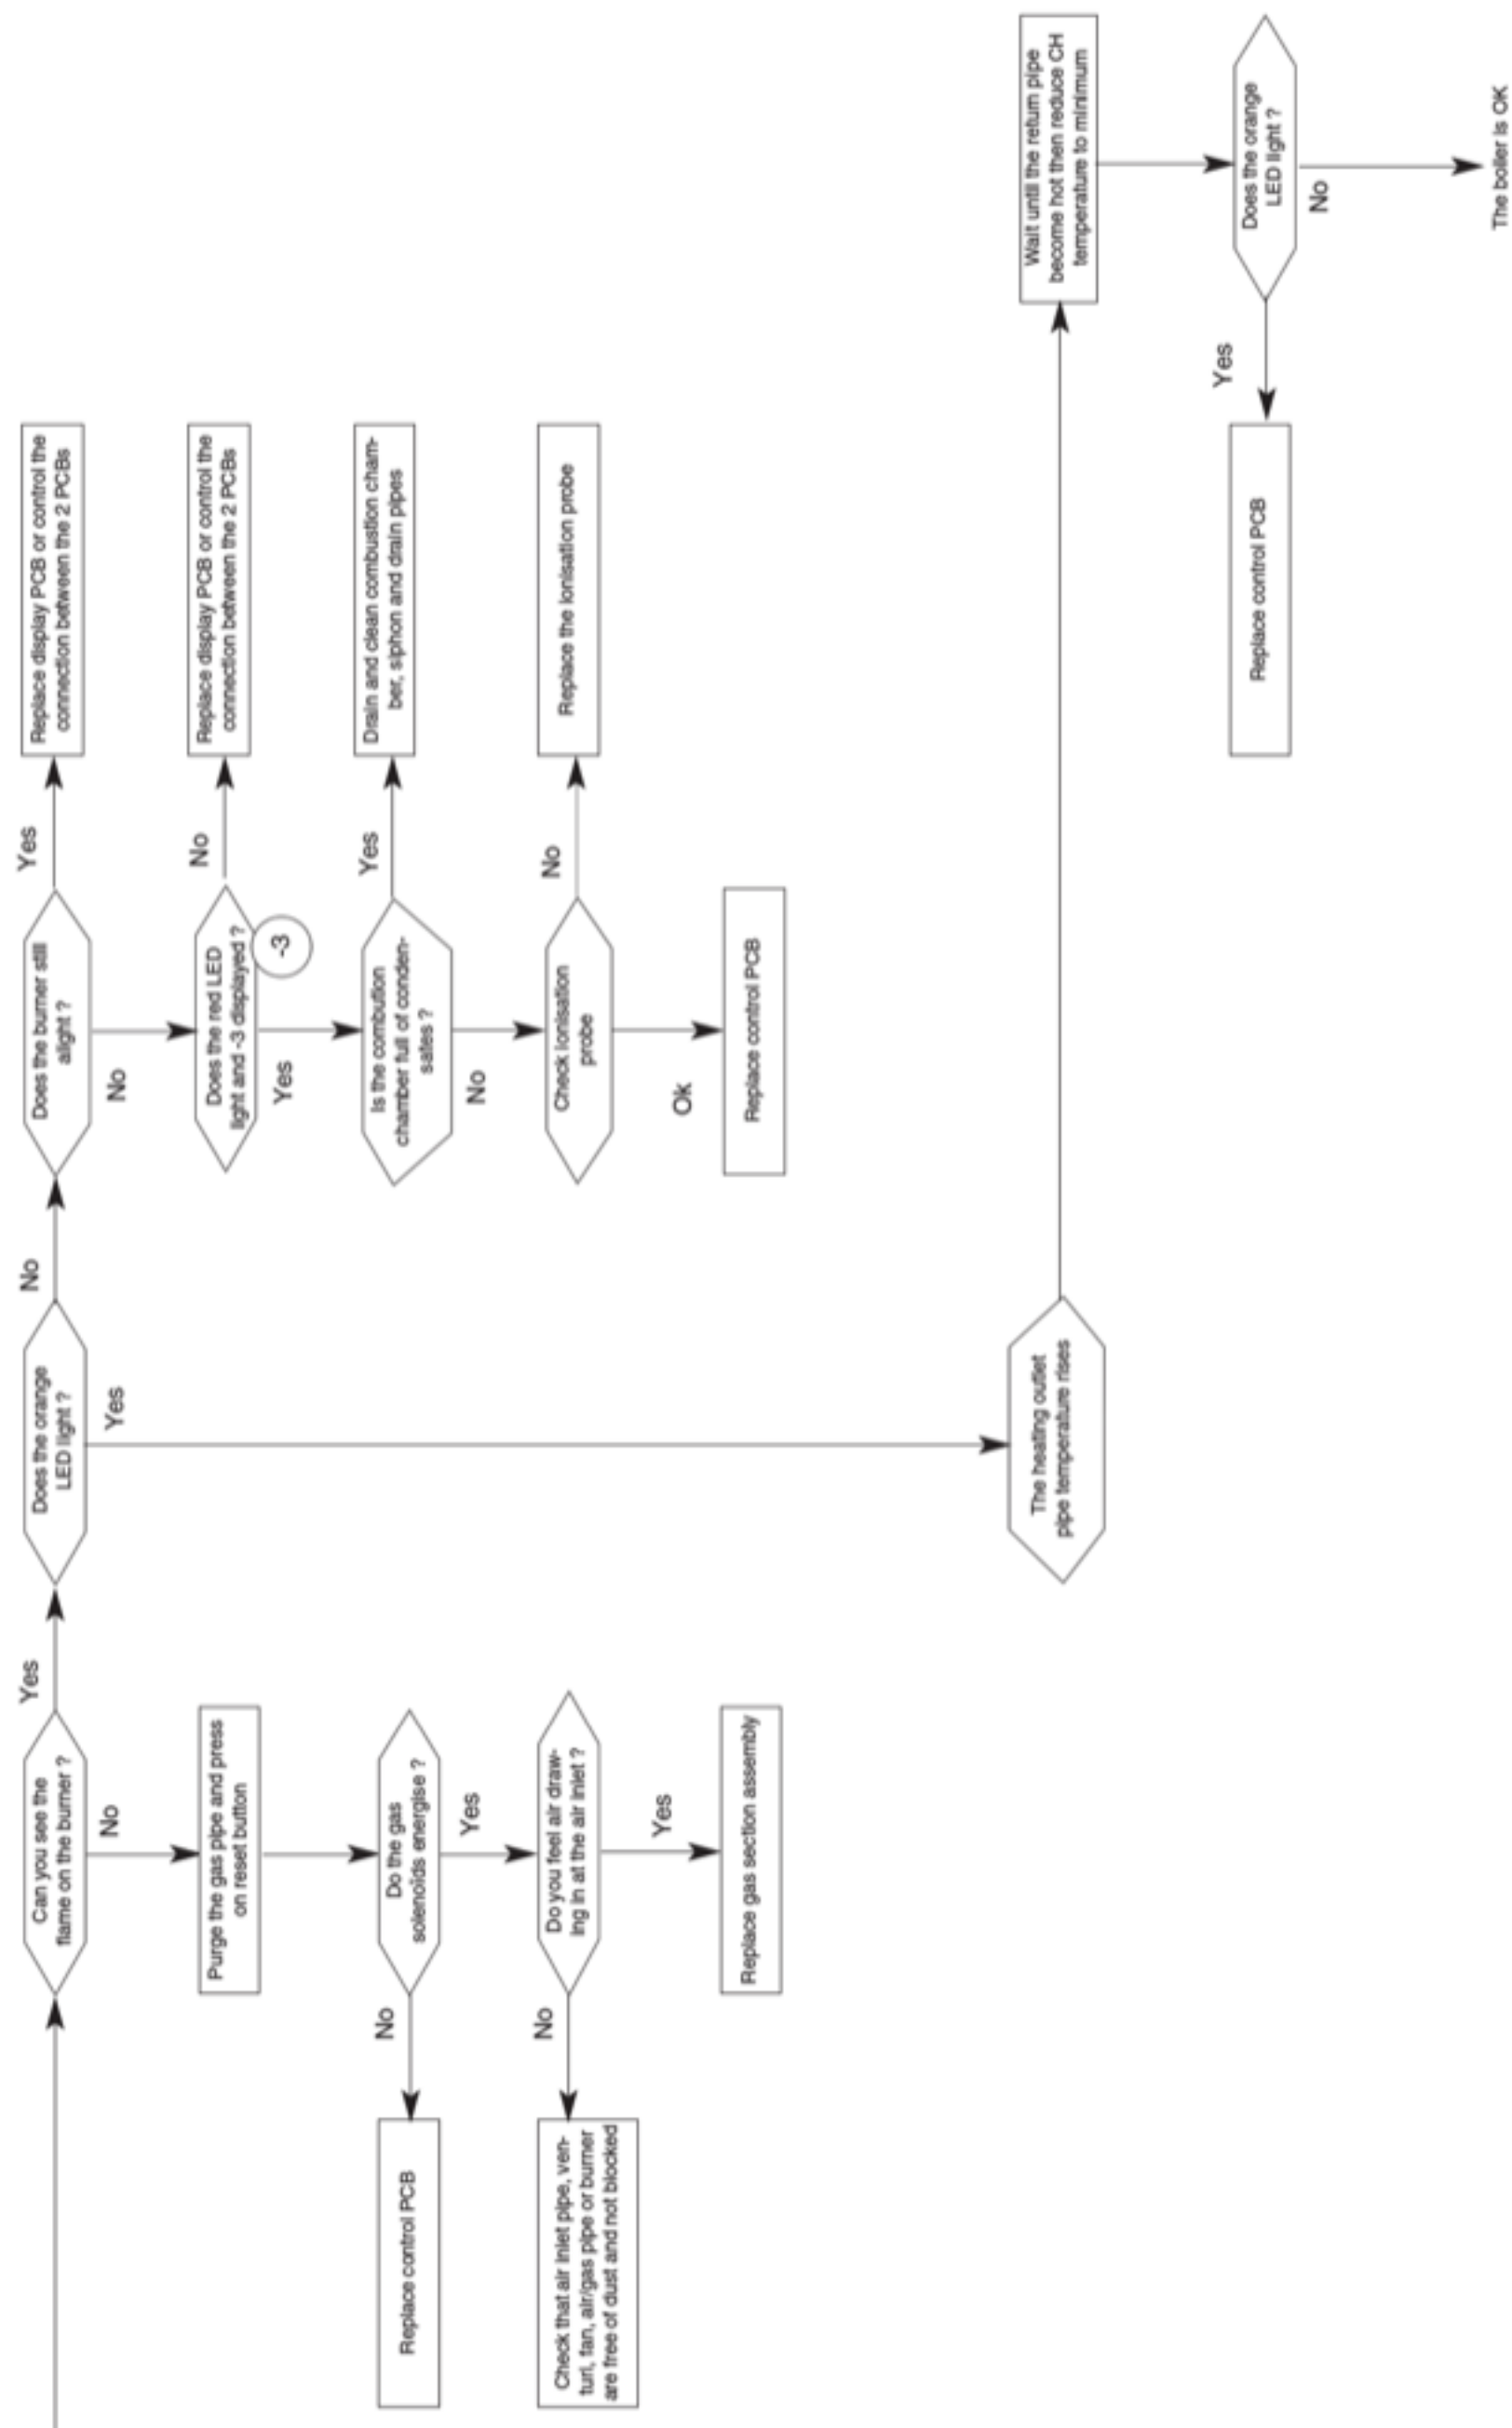 Can you see the
flame on the burner ?
Yes
No
Purge the gas pipe and press
on reset button
Do the gas
solenoids energise ?
No
Replace control PCB
Yes
Do you feel air draw-
ing in at the air inlet ?
No
Check that air inlet pipe, ven-
turi, fan, air/gas pipe or burner
are free of dust and not blocked
Yes
Replace gas section assembly
Does the orange
LED light ?
No
Yes
Does the burner still
alight ?
Yes
Replace display PCB or control the
connection between the 2 PCBs
No
Does the red LED
light and -3 displayed ?
-3
No
Replace display PCB or control the
connection between the 2 PCBs
Yes
Is the combution
chamber full of conden-
sates ?
Yes
Drain and clean combustion cham-
ber, siphon and drain pipes
No
Check ionisation
probe
No
Replace the ionisation probe
Ok
Replace control PCB
The heating outlet
pipe temperature rises
Wait until the return pipe
become hot then reduce CH
temperature to minimum
Does the orange
LED light ?
Yes
Replace control PCB
No
The boiler is OK